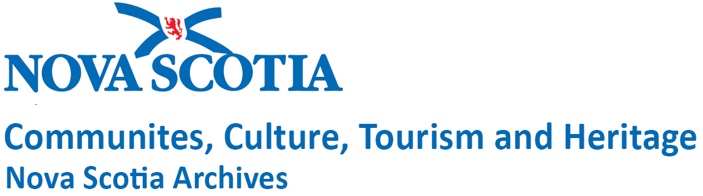 NOVA SCOTIA
Communites, Culture, Tourism and Heritage
Nova Scotia Archives